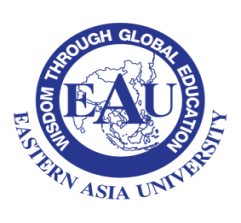 WISDOM THROUGH GLOBAL EDUCATION
EAU
EASTERN ASIA UNIVERSITY